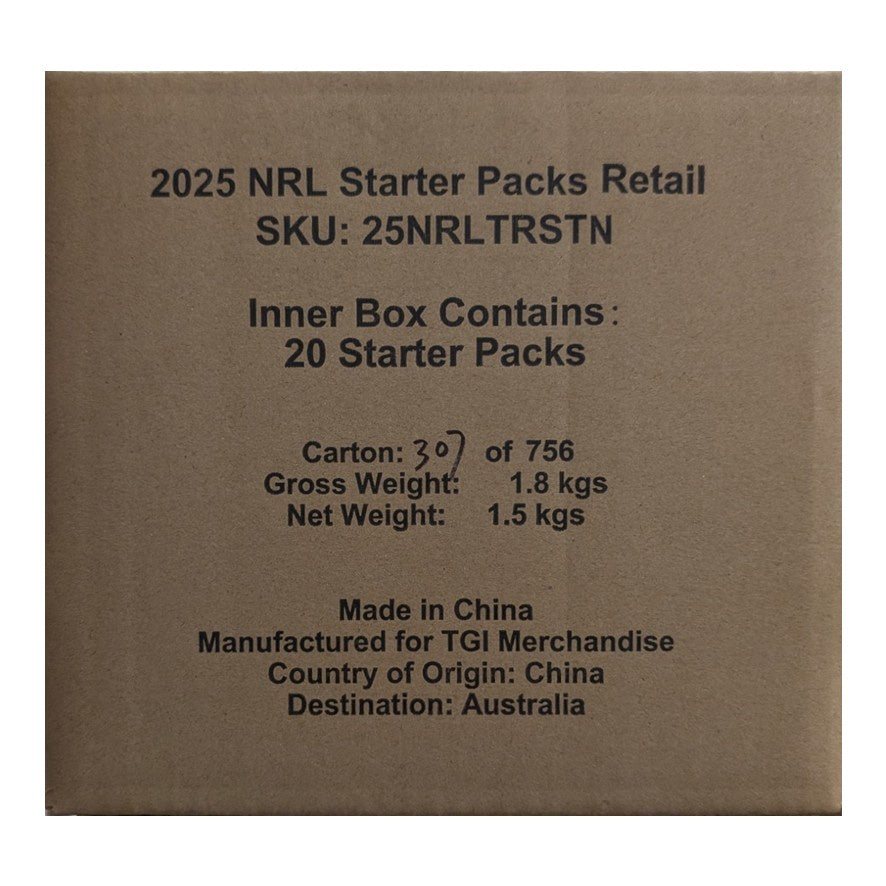 2025 NRL Starter Packs Retail
SKU: 25NRLTRSTN
Inner Box Contains:
20 Starter Packs
Carton: 307 of 756
Gross Weight: 1.8 kgs
Net Weight: 1.5 kgs
Made in China
Manufactured for TGI Merchandise
Country of Origin: China
Destination: Australia